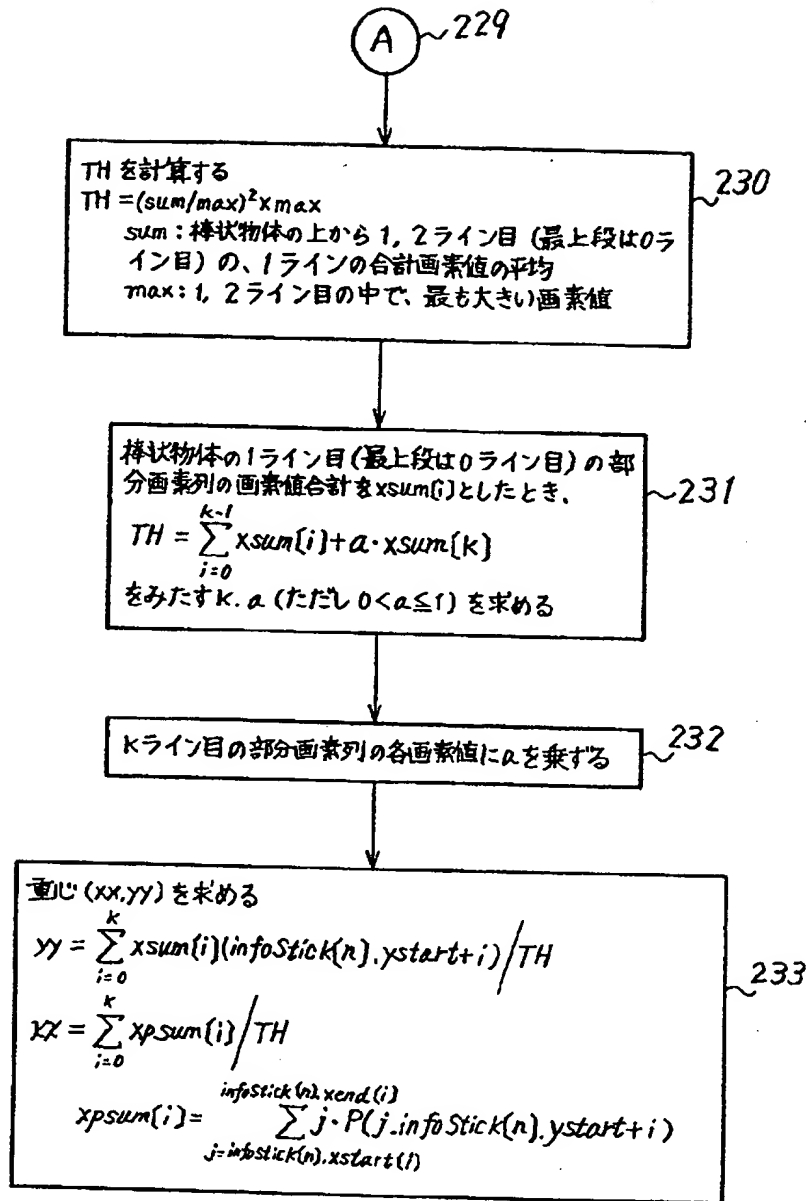 A
229
THを計算する
230
TH=(sum/max)²×max
sum:棒状物体の上から1,2ライン目(最上段は0ラ
イン目)の、1ラインの合計画素値の平均
max:1,2ライン目の中で、最も大きい画素値
棒状物体の1ライン目(最上段は0ライン目)の部
分画素列の画素値合計をxsum[i]としたとき、
231
k-1
TH=∑xsum[i]+a·xsum[k]
i=0
をみたすk.a(ただし0<a≦1)を求める
kライン目の部分画素列の各画素値にaを乗ずる
232
重心(xx,yy)を求める
k
yy=∑xsum[i](infoStick[n].ystart+i)/TH
i=0
233
k
xx=∑xpsum[i]/TH
i=0
infoStick[n].xend(i)
xpsum[i]=∑j·P(j.infoStick[n].ystart+i)
j=infoStick[n].xstart(i)